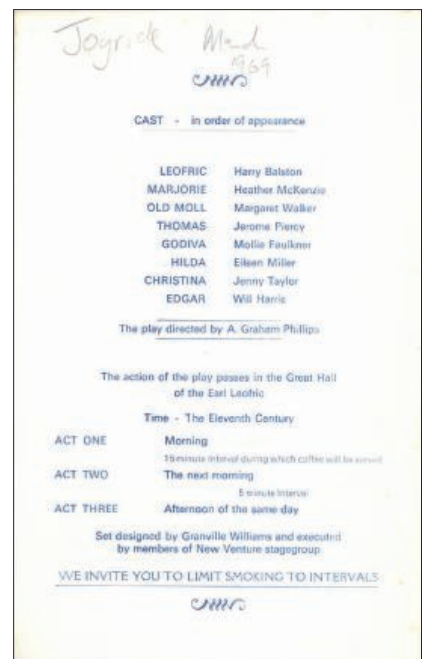 Joyride March
1969
CAST - in order of appearance
LEOFRIC Harry Balston
MARJORIE Heather McKenzie
OLD MOLL Margaret Walker
THOMAS Jerome Piercy
GODIVA Mollie Faulkner
HILDA Eileen Miller
CHRISTINA Jenny Taylor
EDGAR Will Harris
The play directed by A. Graham Phillips
The action of the play passes in the Great Hall
of the Earl Leofric
Time - The Eleventh Century
ACT ONE Morning
15 minute interval during which coffee will be served
ACT TWO The next morning
5 minute interval
ACT THREE Afternoon of the same day
Set designed by Granville Williams and executed
by members of New Venture stagegroup
WE INVITE YOU TO LIMIT SMOKING TO INTERVALS